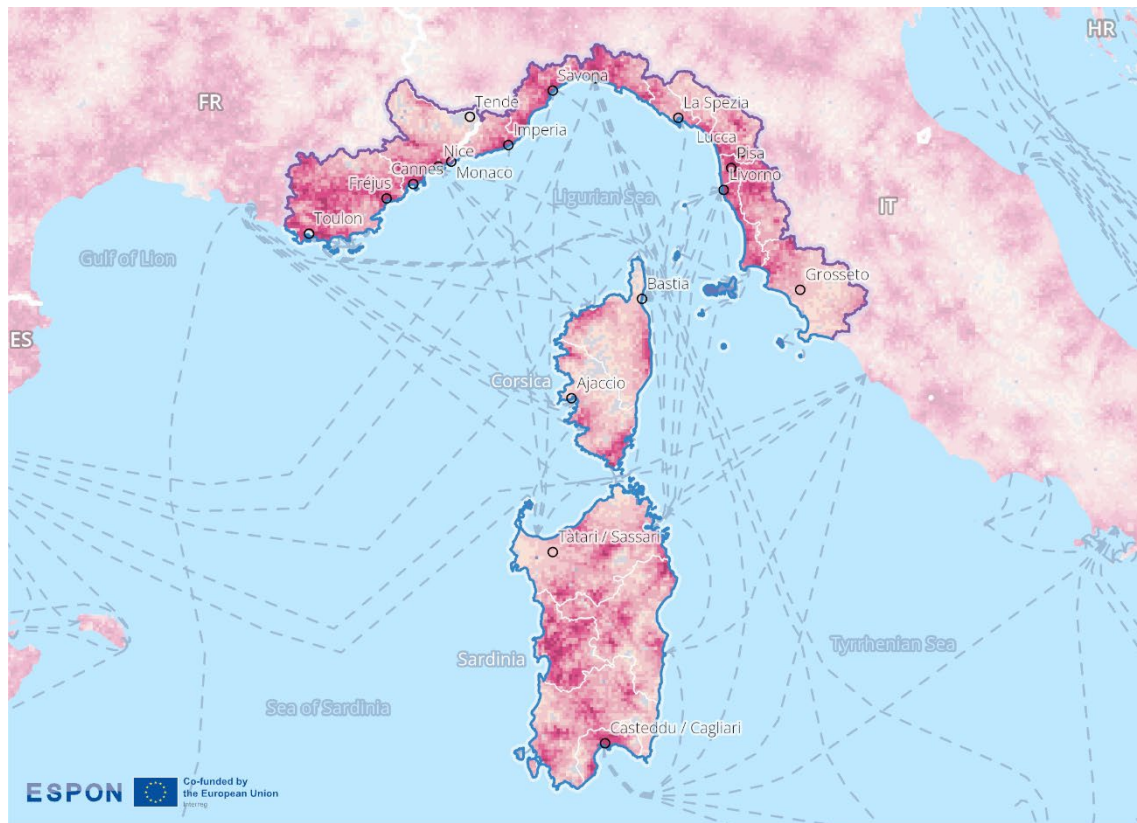 HR
FR
Savona
Tende
La Spezia
Imperia
Lucca
Nice
Pisa
Cannes
Monaco
Livorno
Fréjus
Ligurian Sea
IT
Toulon
Gulf of Lion
Bastia
Grosseto
ES
Corsica
Ajaccio
Tatari / Sassari
Tyrrhenian Sea
Sardinia
Sea of Sardinia
Casteddu / Cagliari
ESPON
Co-funded by
the European Union
Interreg